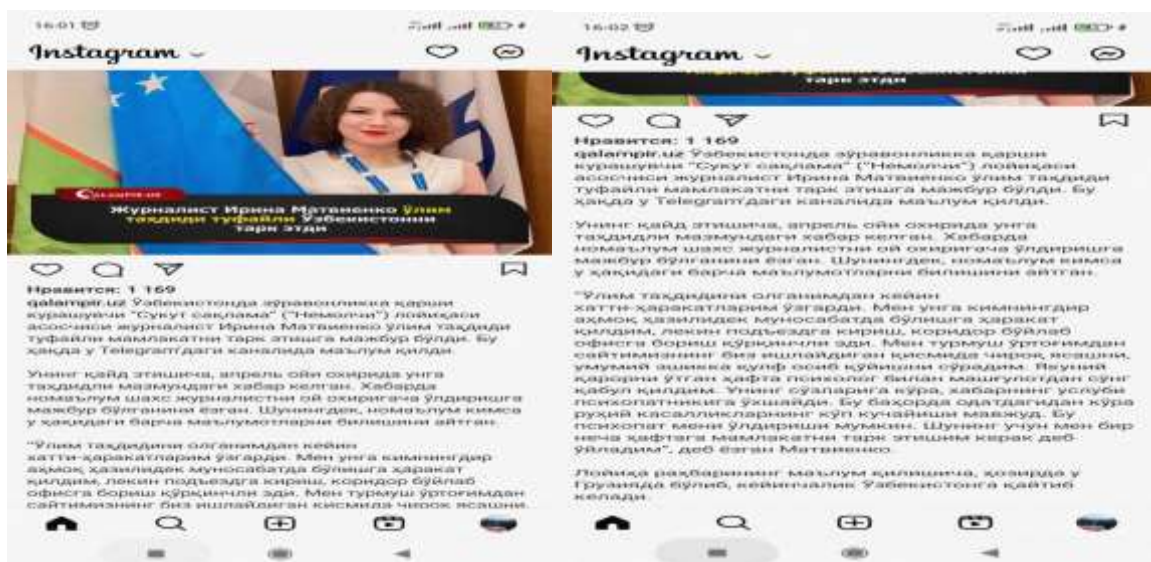 16:01
Instagram
QALAMPIR.UZ
Журналист Ирина Матвиенко ўлим
таҳдиди туфайли Ўзбекистонни
тарк этди
Нравится: 1 169
qalampir.uz Ўзбекистонда зўравонликка қарши
курашувчи "Сукут сақлама" ("Немолчи") лойиҳаси
асосчиси журналист Ирина Матвиенко ўлим таҳдиди
туфайли мамлакатни тарк этишга мажбур бўлди. Бу
ҳақда у Telegram'даги каналида маълум қилди.
Унинг қайд этишича, апрель ойи охирида унга
таҳдидли мазмундаги хабар келган. Хабарда
номаълум шахс журналистни ой охиригача ўлдиришга
мажбур бўлганини ёзган. Шунингдек, номаълум кимса
у ҳақидаги барча маълумотларни билишини айтган.
"Ўлим таҳдидини олганимдан кейин
хатти-ҳаракатларим ўзгарди. Мен унга кимнингдир
аҳмоқ ҳазилидек муносабатда бўлишга ҳаракат
қилдим, лекин подъездга кириш, коридор бўйлаб
офисга бориш қўрқинчли эди. Мен турмуш ўртоғимдан
сайтимизнинг биз ишлайдиган қисмида чироқ ясашни,
16:02
Instagram
тарк этди
Нравится: 1 169
qalampir.uz Ўзбекистонда зўравонликка қарши
курашувчи "Сукут сақлама" ("Немолчи") лойиҳаси
асосчиси журналист Ирина Матвиенко ўлим таҳдиди
туфайли мамлакатни тарк этишга мажбур бўлди. Бу
ҳақда у Telegram'даги каналида маълум қилди.
Унинг қайд этишича, апрель ойи охирида унга
таҳдидли мазмундаги хабар келган. Хабарда
номаълум шахс журналистни ой охиригача ўлдиришга
мажбур бўлганини ёзган. Шунингдек, номаълум кимса
у ҳақидаги барча маълумотларни билишини айтган.
"Ўлим таҳдидини олганимдан кейин
хатти-ҳаракатларим ўзгарди. Мен унга кимнингдир
аҳмоқ ҳазилидек муносабатда бўлишга ҳаракат
қилдим, лекин подъездга кириш, коридор бўйлаб
офисга бориш қўрқинчли эди. Мен турмуш ўртоғимдан
сайтимизнинг биз ишлайдиган қисмида чироқ ясашни,
умумий эшикка қулф осиб қўйишни сўрадим. Якуний
қарорни ўтган ҳафта психолог билан машғулотдан сўнг
қабул қилдим. Унинг сўзларига кўра, хабарнинг услуби
психопатникига ўхшайди. Бу баҳорда одатдагидан кўра
руҳий касалликларнинг кўп кучайиши мавжуд. Бу
психопат мени ўлдириши мумкин. Шунинг учун мен бир
неча ҳафтага мамлакатни тарк этишим керак деб
ўйладим", деб ёзган Матвиенко.
Лойиҳа раҳбарининг маълум қилишича, ҳозирда у
Грузияда бўлиб, кейинчалик Ўзбекистонга қайтиб
келади.